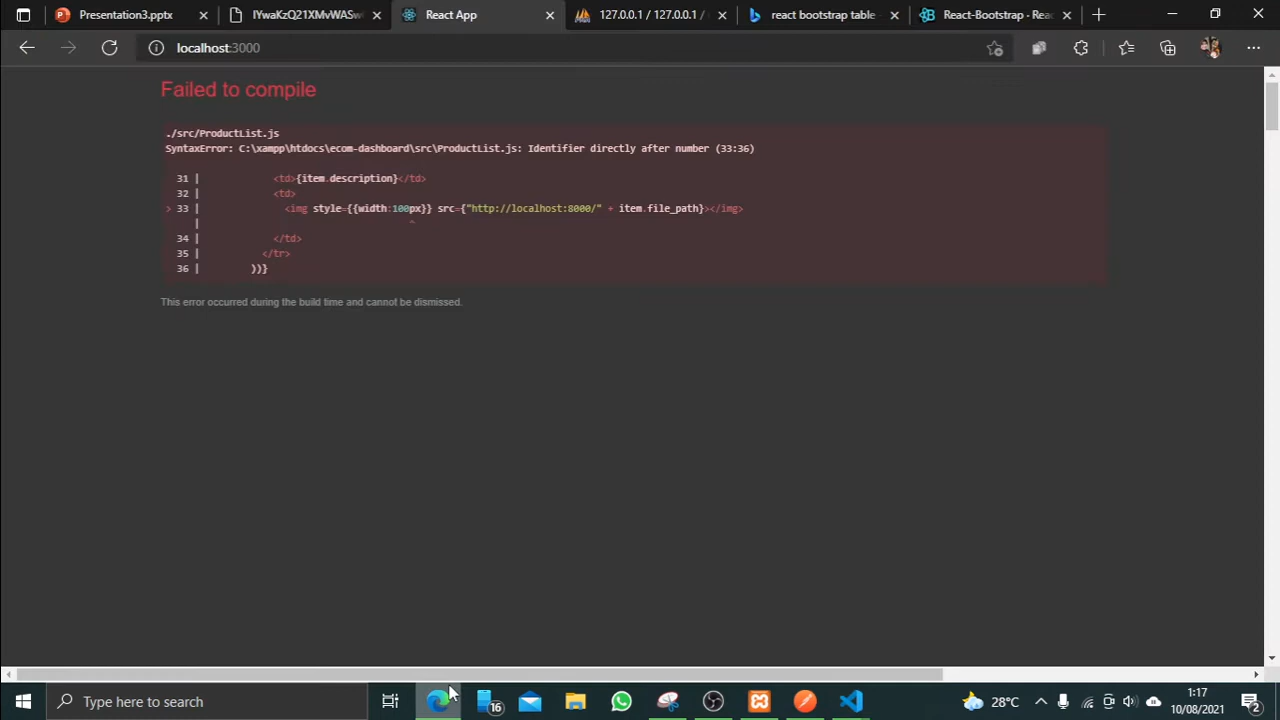 Presentation3.pptx
IYwaKzQ21XMvWASw
React App
127.0.0.1 / 127.0.0.1 /
react bootstrap table
React-Bootstrap - Rea
localhost:3000
Failed to compile
./src/ProductList.js
SyntaxError: C:\xampp\htdocs\ecom-dashboard\src\ProductList.js: Identifier directly after number (33:36)
31 | <td>{item.description}</td>
32 | <td>
> 33 | <img style={{width:100px}} src={"http://localhost:8000/" + item.file_path}></img>
| ^
34 | </td>
35 | </tr>
36 | ))}
This error occurred during the build time and cannot be dismissed.
Type here to search
16
28°C
1:17
10/08/2021
2